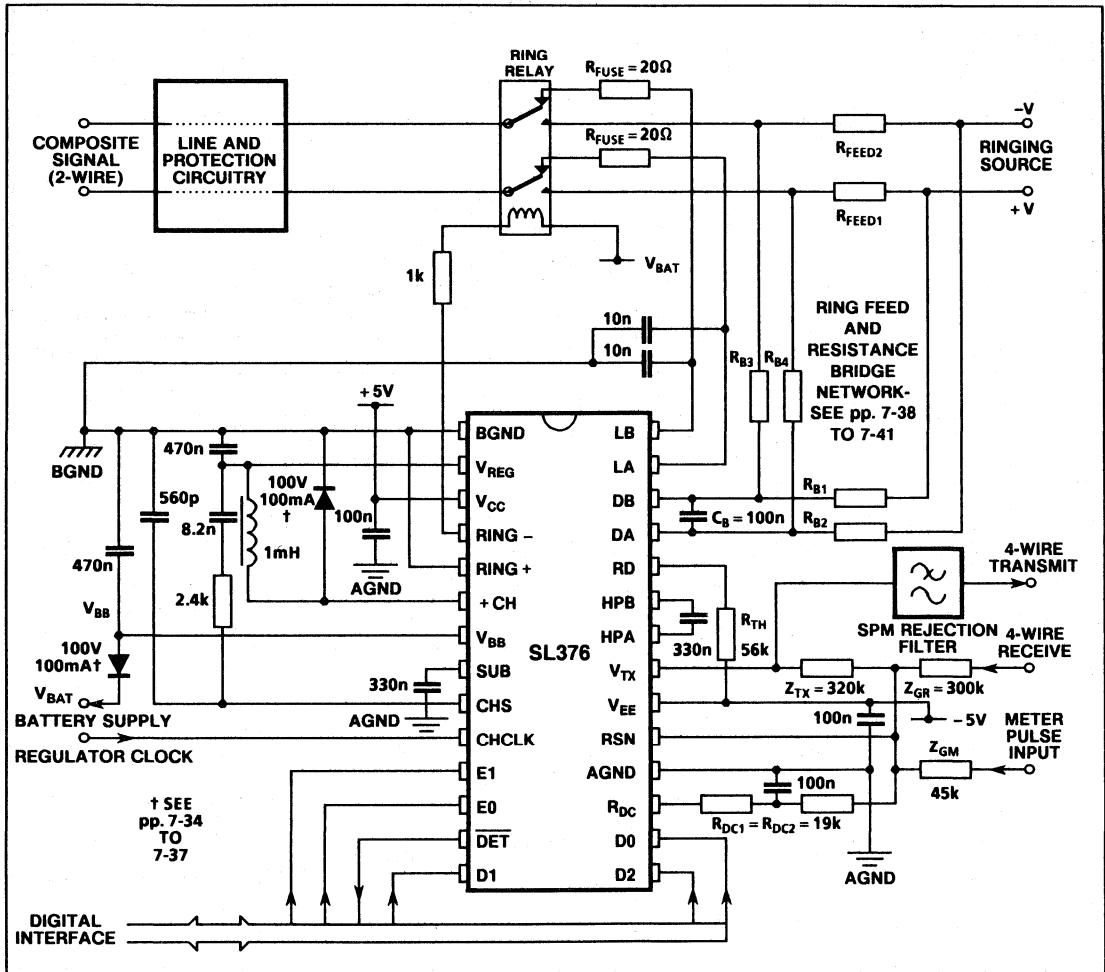 RING
RELAY
R_FUSE = 20Ω
R_FUSE = 20Ω
COMPOSITE
SIGNAL
(2-WIRE)
LINE AND
PROTECTION
CIRCUITRY
R_FEED2
R_FEED1
–V
RINGING
SOURCE
+V
1k
V_BAT
10n
10n
R_B3
R_B4
RING FEED
AND
RESISTANCE
BRIDGE
NETWORK-
SEE pp. 7-38
TO 7-41
+ 5V
BGND
470n
560p
8.2n
1mH
100V
100mA
†
100n
AGND
470n
2.4k
V_BB
100V
100mA†
V_BAT
BATTERY SUPPLY
REGULATOR CLOCK
330n
AGND
† SEE
pp. 7-34
TO
7-37
DIGITAL
INTERFACE
SL376
BGND
V_REG
V_CC
RING –
RING +
+ CH
V_BB
SUB
CHS
CHCLK
E1
E0
DET
D1
LB
LA
DB
DA
RD
HPB
HPA
V_TX
V_EE
RSN
AGND
R_DC
D0
D2
R_B1
C_B = 100n
R_B2
R_TH
56k
330n
4-WIRE
TRANSMIT
SPM REJECTION
FILTER
4-WIRE
RECEIVE
Z_TX = 320k
Z_GR = 300k
100n
– 5V
METER
PULSE
INPUT
Z_GM
45k
100n
R_DC1 = R_DC2 = 19k
AGND